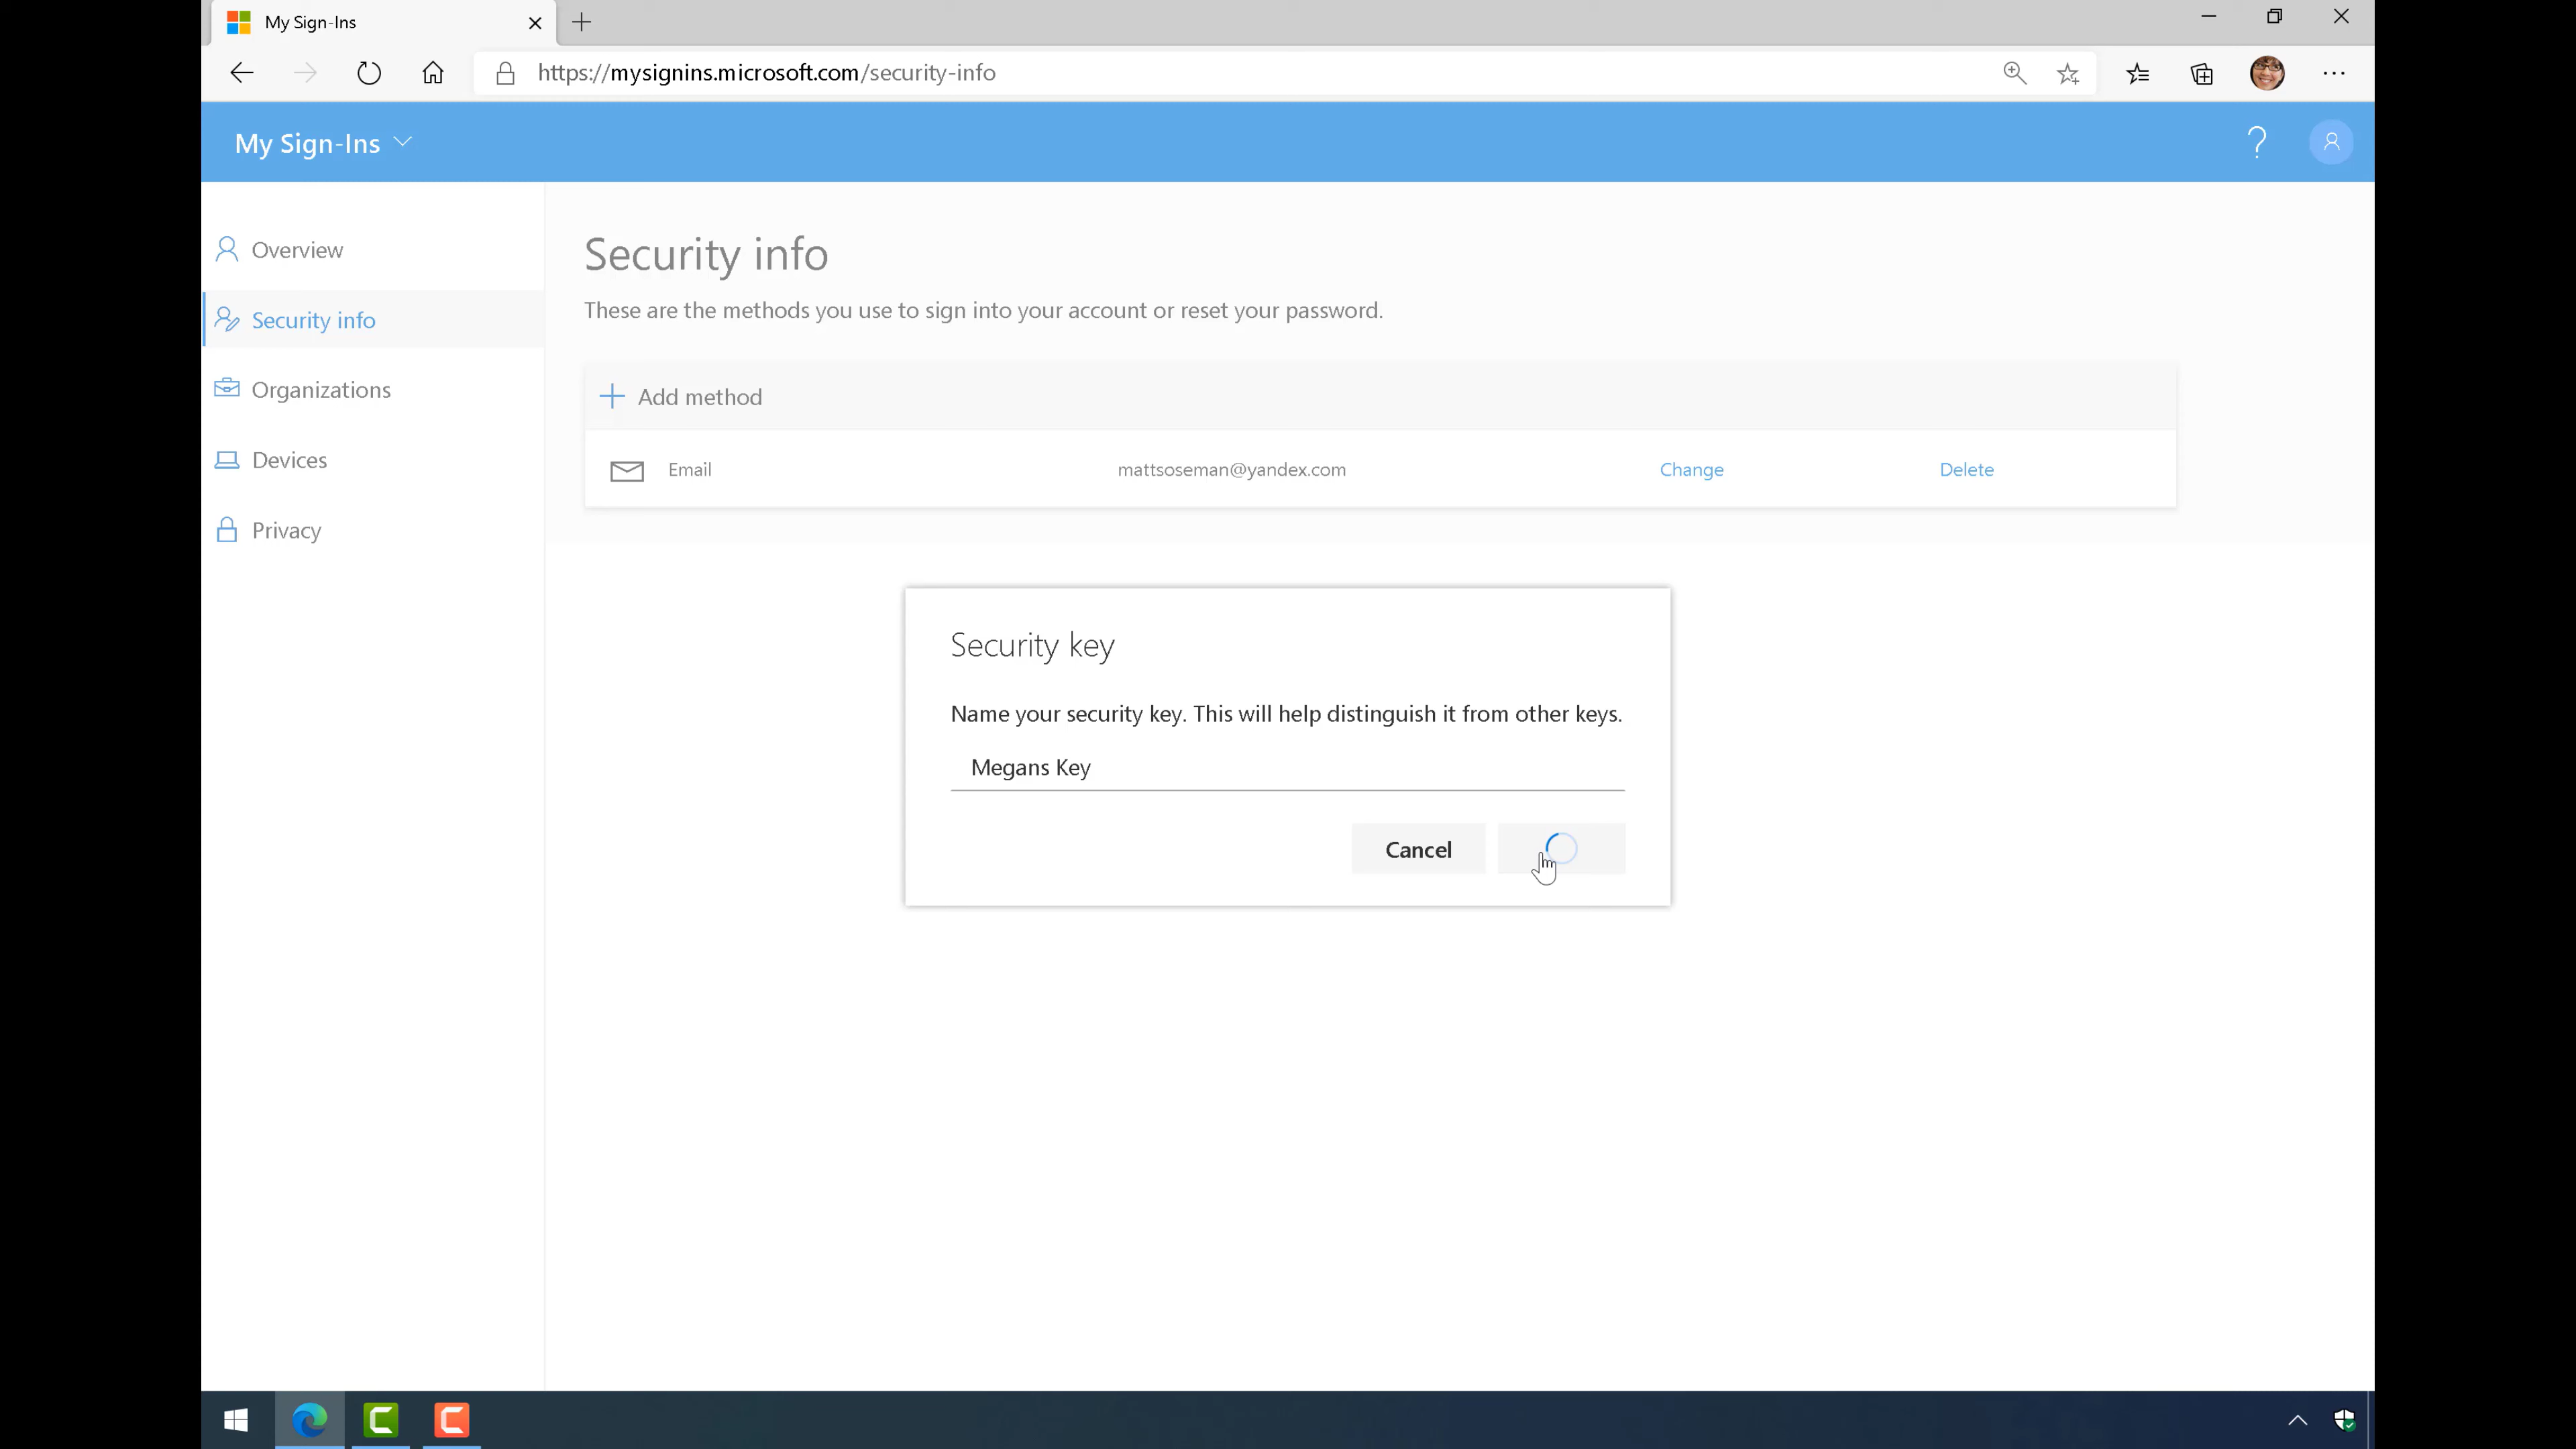 My Sign-Ins
https://mysignins.microsoft.com/security-info
My Sign-Ins
Overview
Security info
Organizations
Devices
Privacy
Security info
These are the methods you use to sign into your account or reset your password.
Add method
Email mattsoseman@yandex.com Change Delete
Security key
Name your security key. This will help distinguish it from other keys.
Megans Key
Cancel